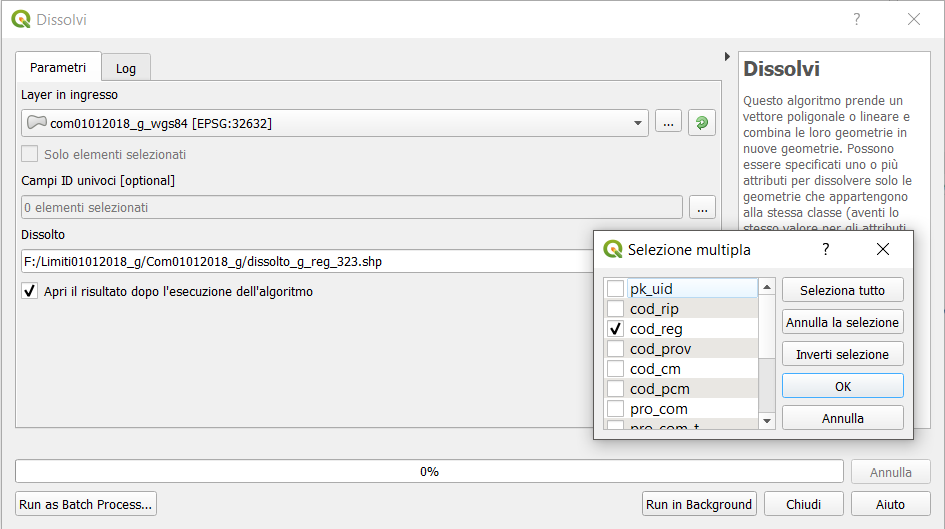 Dissolvi
?
Parametri
Log
Layer in ingresso
com01012018_g_wgs84 [EPSG:32632]
...
Solo elementi selezionati
Campi ID univoci [optional]
0 elementi selezionati
...
Dissolto
F:/Limiti01012018_g/Com01012018_g/dissolto_g_reg_323.shp
Apri il risultato dopo l'esecuzione dell'algoritmo
Dissolvi
Questo algoritmo prende un
vettore poligonale o lineare e
combina le loro geometrie in
nuove geometrie. Possono
essere specificati uno o più
attributi per dissolvere solo le
geometrie che appartengono
alla stessa classe (aventi lo
stesso valore per gli attributi
Selezione multipla
?
pk_uid
cod_rip
cod_reg
cod_prov
cod_cm
cod_pcm
pro_com
pro_com_t
Seleziona tutto
Annulla la selezione
Inverti selezione
OK
Annulla
0%
Annulla
Run as Batch Process...
Run in Background
Chiudi
Aiuto